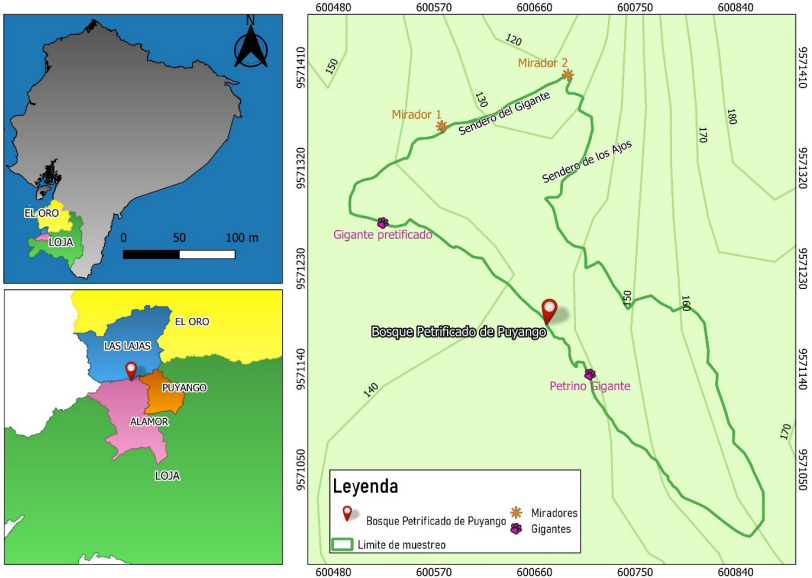 N
EL ORO
LOJA
0 50 100 m
EL ORO
LAS LAJAS
PUYANGO
ALAMOR
LOJA
600480 600570 600660 600750 600840
9571410 9571410
9571320 9571320
9571230 9571230
9571140 9571140
9571050 9571050
120
150
130
180
170
Mirador 2
Mirador 1
Sendero del Gigante
Sendero de los Ajos
Gigante pretificado
150
160
Bosque Petrificado de Puyango
Petrino Gigante
140
170
Leyenda
Bosque Petrificado de Puyango
Miradores
Gigantes
Limite de muestreo
600480 600570 600660 600750 600840